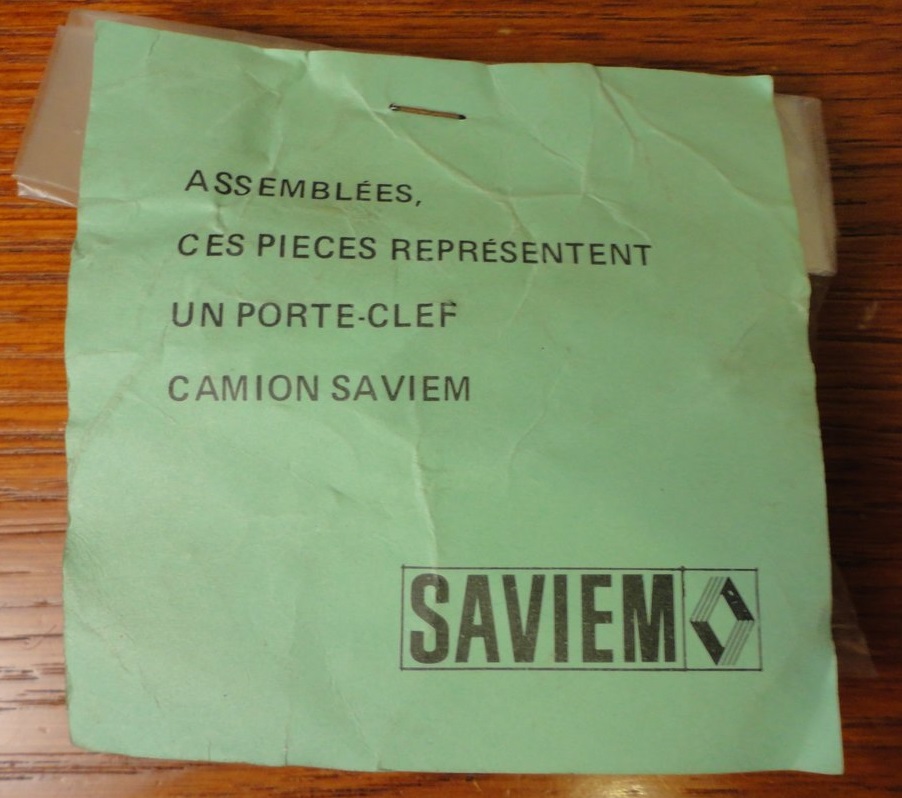 ASSEMBLÉES,
CES PIECES REPRÉSENTENT
UN PORTE-CLEF
CAMION SAVIEM
SAVIEM